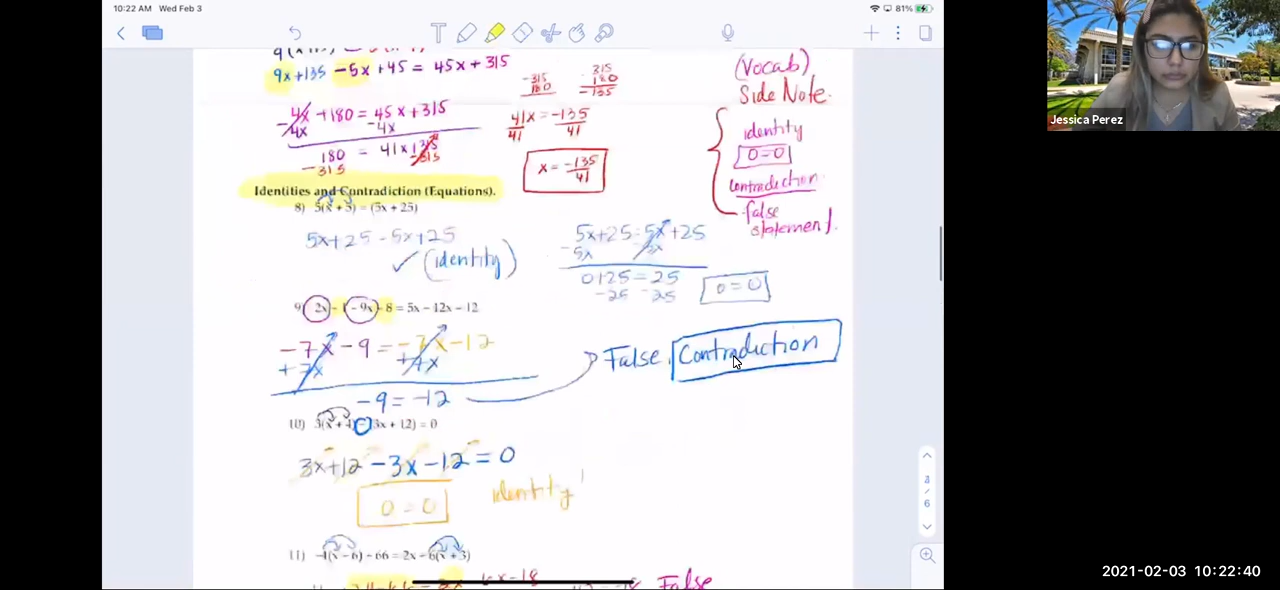 10:22 AM Wed Feb 3
81%
9x+135 -5x+45 = 45x+315
4x+180 = 45x+315
-4x -4x
180 = 41x+315
-315 -315
-315
180
315
180
-135
41x = -135
41 41
x = -135/41
(Vocab)
Side Note.
identity
0=0
contradiction
false
statement.
Identities and Contradiction (Equations).
8) 5(x + 5) = (5x + 25)
5x+25 = 5x+25
(identity)
5x+25=5x+25
-5x -5x
0+25=25
-25 -25
0=0
9) 2x - 1 - 9x - 8 = 5x - 12x - 12
-7x-9 = -7x-12
+7x +7x
-9 = -12
False. Contradiction
10) 3(x + 4) - (3x + 12) = 0
3x+12 -3x-12 = 0
0=0
identity
11) -4(x - 6) - 66 = 2x - 6(x + 3)
False
3
/
6
Jessica Perez
2021-02-03 10:22:40